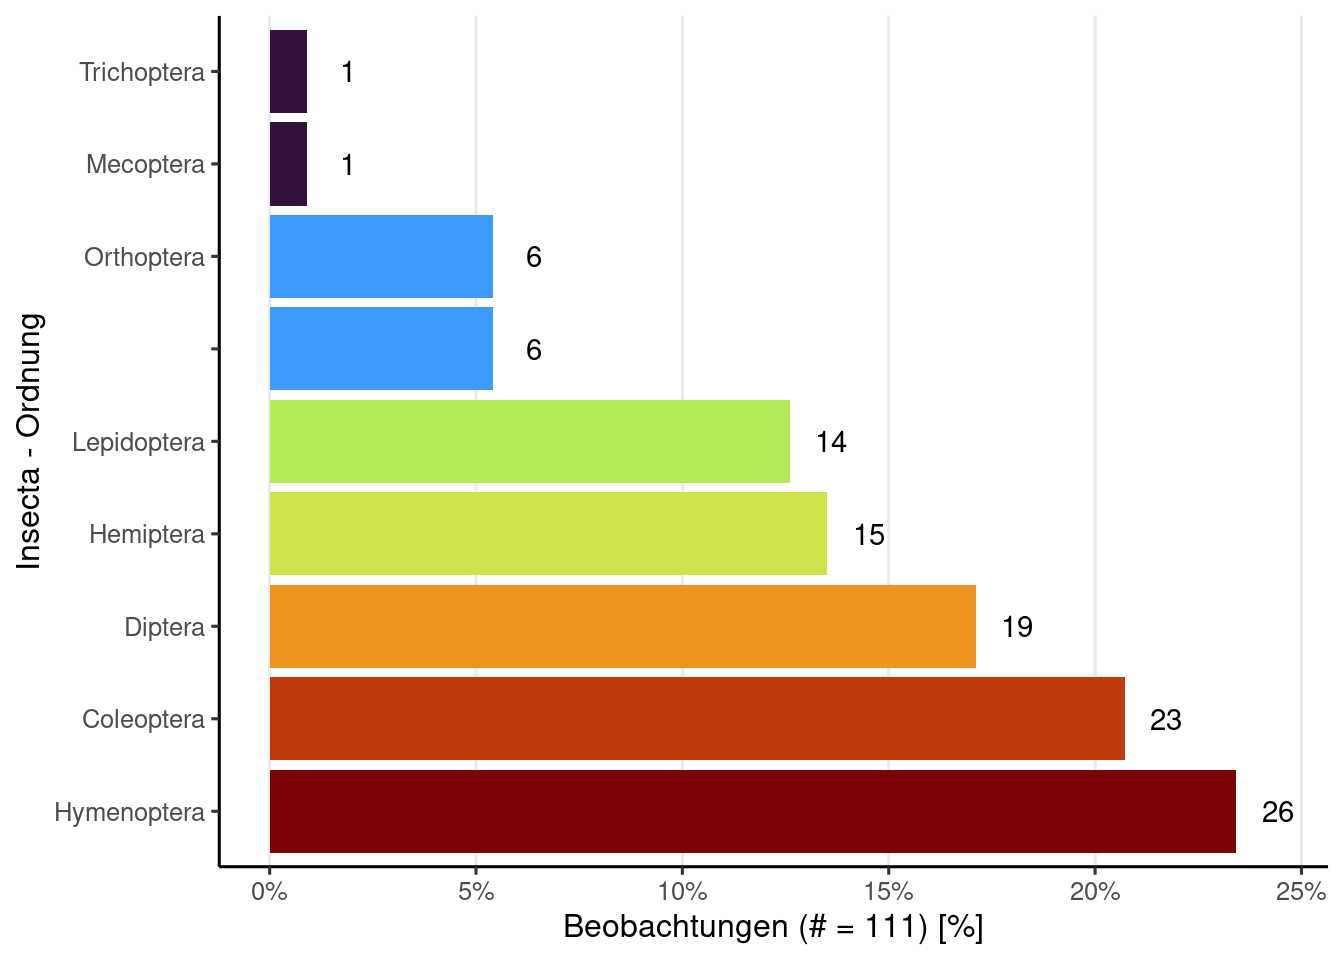 Trichoptera 1
Mecoptera 1
Orthoptera 6
6
Lepidoptera 14
Hemiptera 15
Diptera 19
Coleoptera 23
Hymenoptera 26
Insecta - Ordnung
0% 5% 10% 15% 20% 25%
Beobachtungen (# = 111) [%]